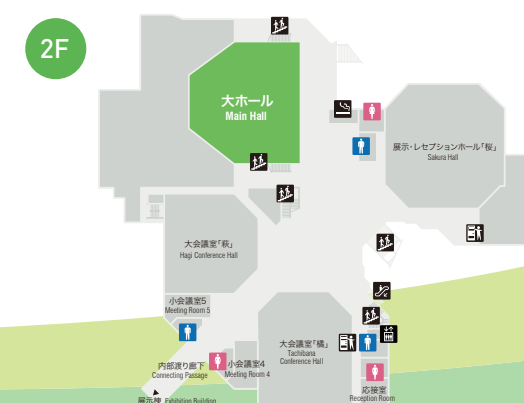 2F
大ホール
Main Hall
展示・レセプションホール「桜」
Sakura Hall
大会議室「萩」
Hagi Conference Hall
小会議室5
Meeting Room 5
大会議室「橘」
Tachibana
Conference Hall
内部渡り廊下
Connecting Passage
小会議室4
Meeting Room 4
応接室
Reception Room
展示棟 Exhibition Building